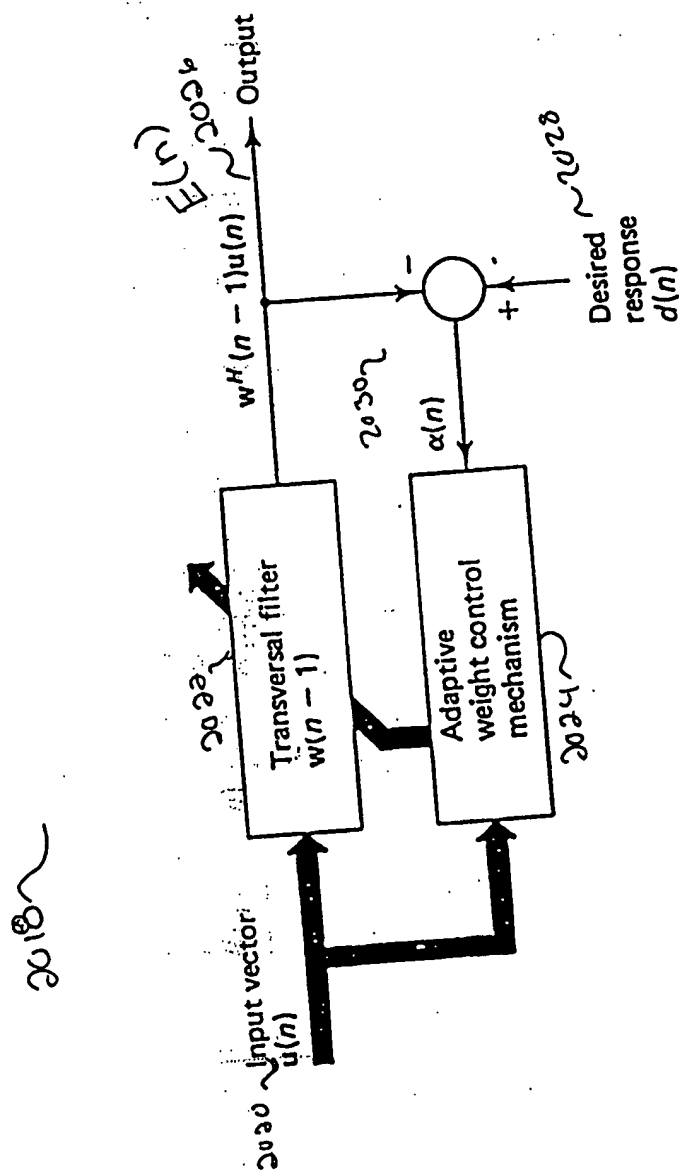 2018
2020
Input vector
u(n)
2022
Transversal filter
w(n − 1)
w^H(n − 1)u(n)
E(n)
2026
Output
Adaptive
weight control
mechanism
2024
2030
α(n)
−
+
Desired
response
d(n)
2028